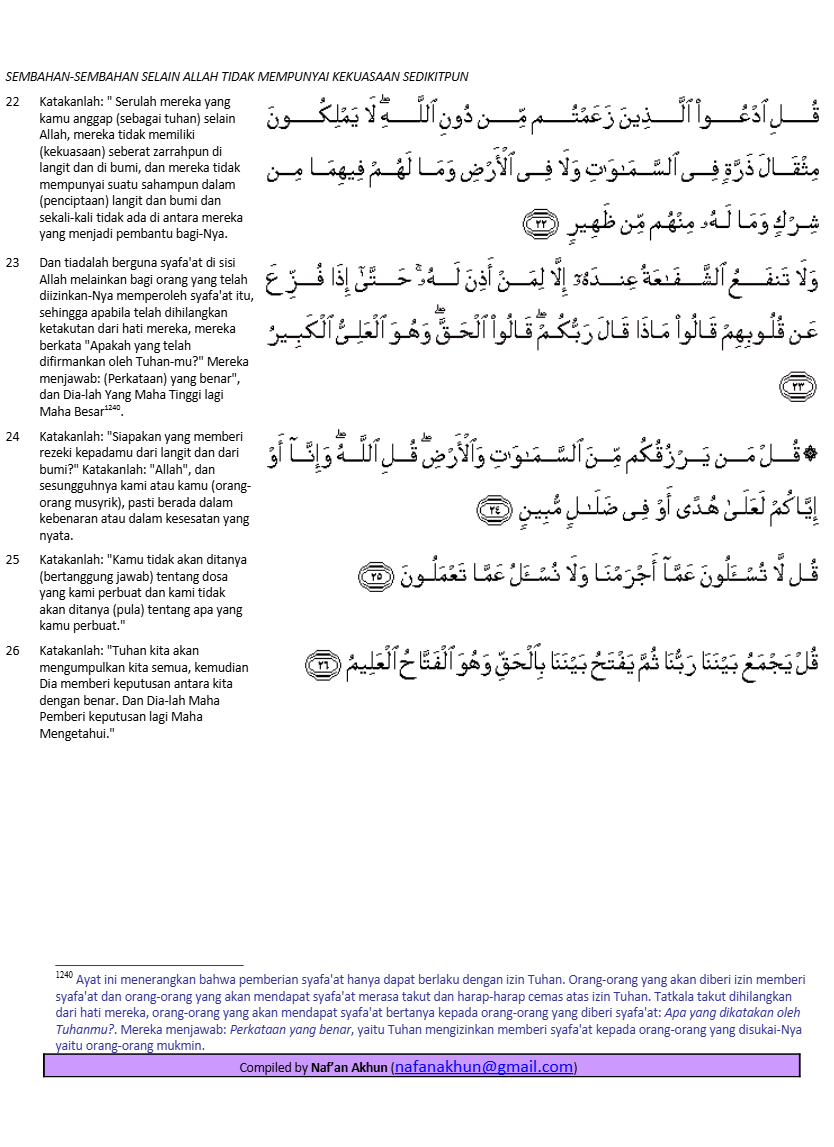 SEMBAHAN-SEMBAHAN SELAIN ALLAH TIDAK MEMPUNYAI KEKUASAAN SEDIKITPUN
22 Katakanlah: " Serulah mereka yang
kamu anggap (sebagai tuhan) selain
Allah, mereka tidak memiliki
(kekuasaan) seberat zarrahpun di
langit dan di bumi, dan mereka tidak
mempunyai suatu sahampun dalam
(penciptaan) langit dan bumi dan
sekali-kali tidak ada di antara mereka
yang menjadi pembantu bagi-Nya.
قُلِ ٱدْعُوا۟ ٱلَّذِينَ زَعَمْتُم مِّن دُونِ ٱللَّهِ ۖ لَا يَمْلِكُونَ
مِثْقَالَ ذَرَّةٍ فِى ٱلسَّمَـٰوَٰتِ وَلَا فِى ٱلْأَرْضِ وَمَا لَهُمْ فِيهِمَا مِن
شِرْكٍ وَمَا لَهُۥ مِنْهُم مِّن ظَهِيرٍ ٢٢
23 Dan tiadalah berguna syafa'at di sisi
Allah melainkan bagi orang yang telah
diizinkan-Nya memperoleh syafa'at itu,
sehingga apabila telah dihilangkan
ketakutan dari hati mereka, mereka
berkata "Apakah yang telah
difirmankan oleh Tuhan-mu?" Mereka
menjawab: (Perkataan) yang benar",
dan Dia-lah Yang Maha Tinggi lagi
Maha Besar1240.
وَلَا تَنفَعُ ٱلشَّفَـٰعَةُ عِندَهُۥٓ إِلَّا لِمَنْ أَذِنَ لَهُۥ ۚ حَتَّىٰٓ إِذَا فُزِّعَ
عَن قُلُوبِهِمْ قَالُوا۟ مَاذَا قَالَ رَبُّكُمْ ۖ قَالُوا۟ ٱلْحَقَّ ۖ وَهُوَ ٱلْعَلِىُّ ٱلْكَبِيرُ
٢٣
24 Katakanlah: "Siapakan yang memberi
rezeki kepadamu dari langit dan dari
bumi?" Katakanlah: "Allah", dan
sesungguhnya kami atau kamu (orang-
orang musyrik), pasti berada dalam
kebenaran atau dalam kesesatan yang
nyata.
۞ قُلْ مَن يَرْزُقُكُم مِّنَ ٱلسَّمَـٰوَٰتِ وَٱلْأَرْضِ ۖ قُلِ ٱللَّهُ ۖ وَإِنَّآ أَوْ
إِيَّاكُمْ لَعَلَىٰ هُدًى أَوْ فِى ضَلَـٰلٍ مُّبِينٍ ٢٤
25 Katakanlah: "Kamu tidak akan ditanya
(bertanggung jawab) tentang dosa
yang kami perbuat dan kami tidak
akan ditanya (pula) tentang apa yang
kamu perbuat."
قُل لَّا تُسْـَٔلُونَ عَمَّآ أَجْرَمْنَا وَلَا نُسْـَٔلُ عَمَّا تَعْمَلُونَ ٢٥
26 Katakanlah: "Tuhan kita akan
mengumpulkan kita semua, kemudian
Dia memberi keputusan antara kita
dengan benar. Dan Dia-lah Maha
Pemberi keputusan lagi Maha
Mengetahui."
قُلْ يَجْمَعُ بَيْنَنَا رَبُّنَا ثُمَّ يَفْتَحُ بَيْنَنَا بِٱلْحَقِّ وَهُوَ ٱلْفَتَّاحُ ٱلْعَلِيمُ ٢٦
1240 Ayat ini menerangkan bahwa pemberian syafa'at hanya dapat berlaku dengan izin Tuhan. Orang-orang yang akan diberi izin memberi
syafa'at dan orang-orang yang akan mendapat syafa'at merasa takut dan harap-harap cemas atas izin Tuhan. Tatkala takut dihilangkan
dari hati mereka, orang-orang yang akan mendapat syafa'at bertanya kepada orang-orang yang diberi syafa'at: Apa yang dikatakan oleh
Tuhanmu?. Mereka menjawab: Perkataan yang benar, yaitu Tuhan mengizinkan memberi syafa'at kepada orang-orang yang disukai-Nya
yaitu orang-orang mukmin.
Compiled by Naf'an Akhun (nafanakhun@gmail.com)